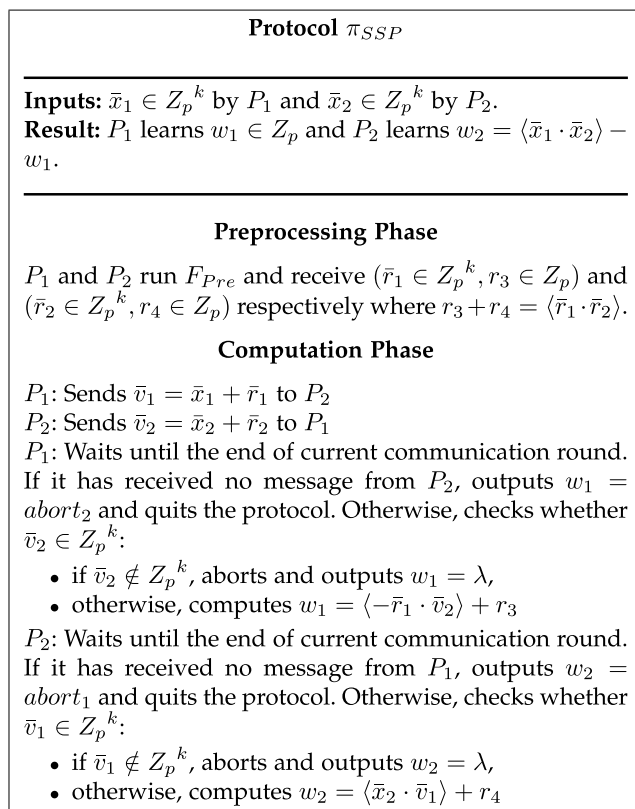 Protocol π_SSP
Inputs: x̄₁ ∈ Z_p^k by P₁ and x̄₂ ∈ Z_p^k by P₂.
Result: P₁ learns w₁ ∈ Z_p and P₂ learns w₂ = ⟨x̄₁ · x̄₂⟩ −
w₁.
Preprocessing Phase
P₁ and P₂ run F_Pre and receive (r̄₁ ∈ Z_p^k, r₃ ∈ Z_p) and
(r̄₂ ∈ Z_p^k, r₄ ∈ Z_p) respectively where r₃ + r₄ = ⟨r̄₁ · r̄₂⟩.
Computation Phase
P₁: Sends v̄₁ = x̄₁ + r̄₁ to P₂
P₂: Sends v̄₂ = x̄₂ + r̄₂ to P₁
P₁: Waits until the end of current communication round.
If it has received no message from P₂, outputs w₁ =
abort₂ and quits the protocol. Otherwise, checks whether
v̄₂ ∈ Z_p^k:
• if v̄₂ ∉ Z_p^k, aborts and outputs w₁ = λ,
• otherwise, computes w₁ = ⟨−r̄₁ · v̄₂⟩ + r₃
P₂: Waits until the end of current communication round.
If it has received no message from P₁, outputs w₂ =
abort₁ and quits the protocol. Otherwise, checks whether
v̄₁ ∈ Z_p^k:
• if v̄₁ ∉ Z_p^k, aborts and outputs w₂ = λ,
• otherwise, computes w₂ = ⟨x̄₂ · v̄₁⟩ + r₄